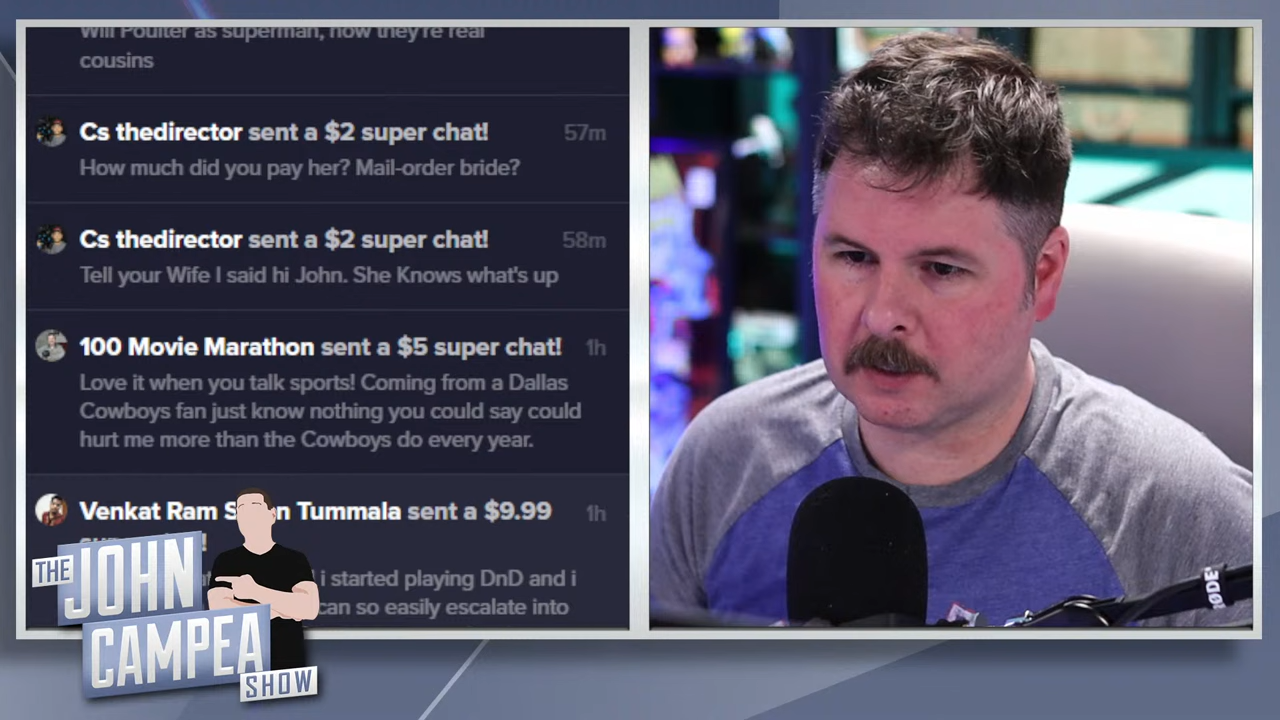 Will Poulter as superman, now they're real
cousins
Cs thedirector sent a $2 super chat! 57m
How much did you pay her? Mail-order bride?
Cs thedirector sent a $2 super chat! 58m
Tell your Wife I said hi John. She Knows what's up
100 Movie Marathon sent a $5 super chat! 1h
Love it when you talk sports! Coming from a Dallas
Cowboys fan just know nothing you could say could
hurt me more than the Cowboys do every year.
Venkat Ram Tummala sent a $9.99 1h
i started playing DnD and i
can so easily escalate into
THE JOHN
CAMPEA
SHOW
RØDE